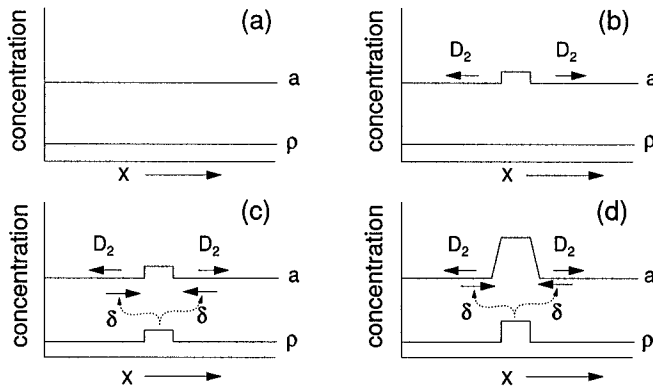 (a)
concentration
a
ρ
x
(b)
concentration
D2 D2
a
ρ
x
(c)
concentration
D2 D2
a
δ δ
ρ
x
(d)
concentration
D2 D2
a
δ δ
ρ
x